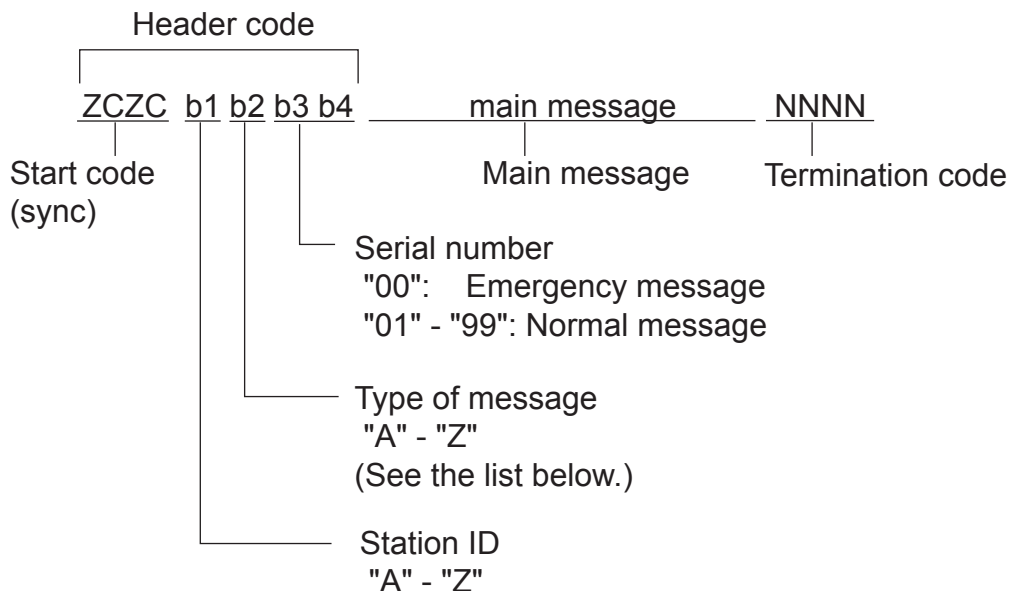 Header code
ZCZC b1 b2 b3 b4 main message NNNN
Start code
(sync)
Main message
Termination code
Serial number
"00": Emergency message
"01" - "99": Normal message
Type of message
"A" - "Z"
(See the list below.)
Station ID
"A" - "Z"